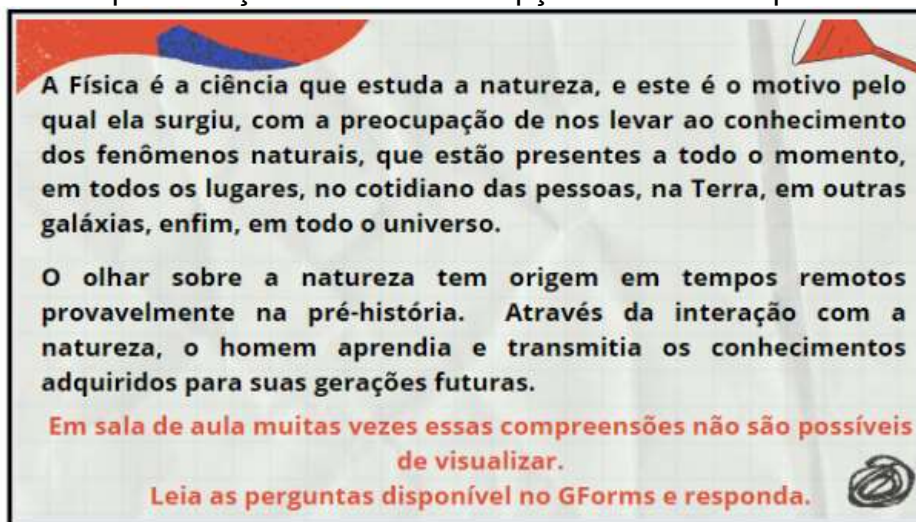 A Física é a ciência que estuda a natureza, e este é o motivo pelo
qual ela surgiu, com a preocupação de nos levar ao conhecimento
dos fenômenos naturais, que estão presentes a todo o momento,
em todos os lugares, no cotidiano das pessoas, na Terra, em outras
galáxias, enfim, em todo o universo.
O olhar sobre a natureza tem origem em tempos remotos
provavelmente na pré-história. Através da interação com a
natureza, o homem aprendia e transmitia os conhecimentos
adquiridos para suas gerações futuras.
Em sala de aula muitas vezes essas compreensões não são possíveis
de visualizar.
Leia as perguntas disponível no GForms e responda.